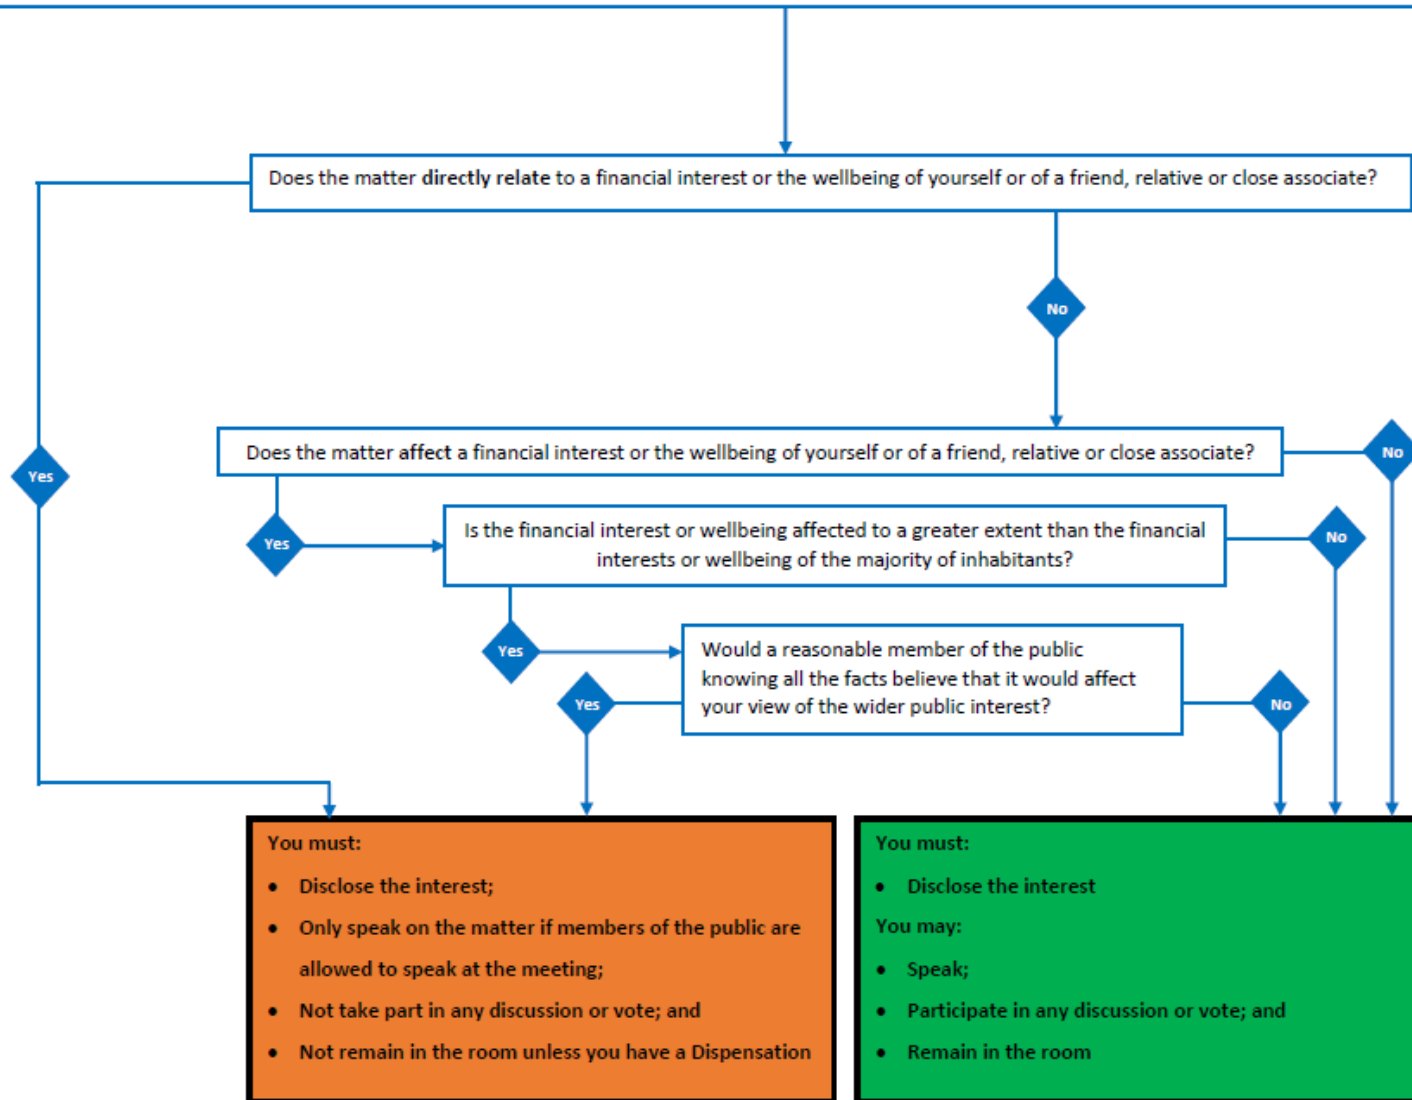 Does the matter directly relate to a financial interest or the wellbeing of yourself or of a friend, relative or close associate?
No
Does the matter affect a financial interest or the wellbeing of yourself or of a friend, relative or close associate?
No
Yes
Yes
Is the financial interest or wellbeing affected to a greater extent than the financial
interests or wellbeing of the majority of inhabitants?
No
Yes
Would a reasonable member of the public
knowing all the facts believe that it would affect
your view of the wider public interest?
Yes
No
You must:
• Disclose the interest;
• Only speak on the matter if members of the public are
allowed to speak at the meeting;
• Not take part in any discussion or vote; and
• Not remain in the room unless you have a Dispensation
You must:
• Disclose the interest
You may:
• Speak;
• Participate in any discussion or vote; and
• Remain in the room